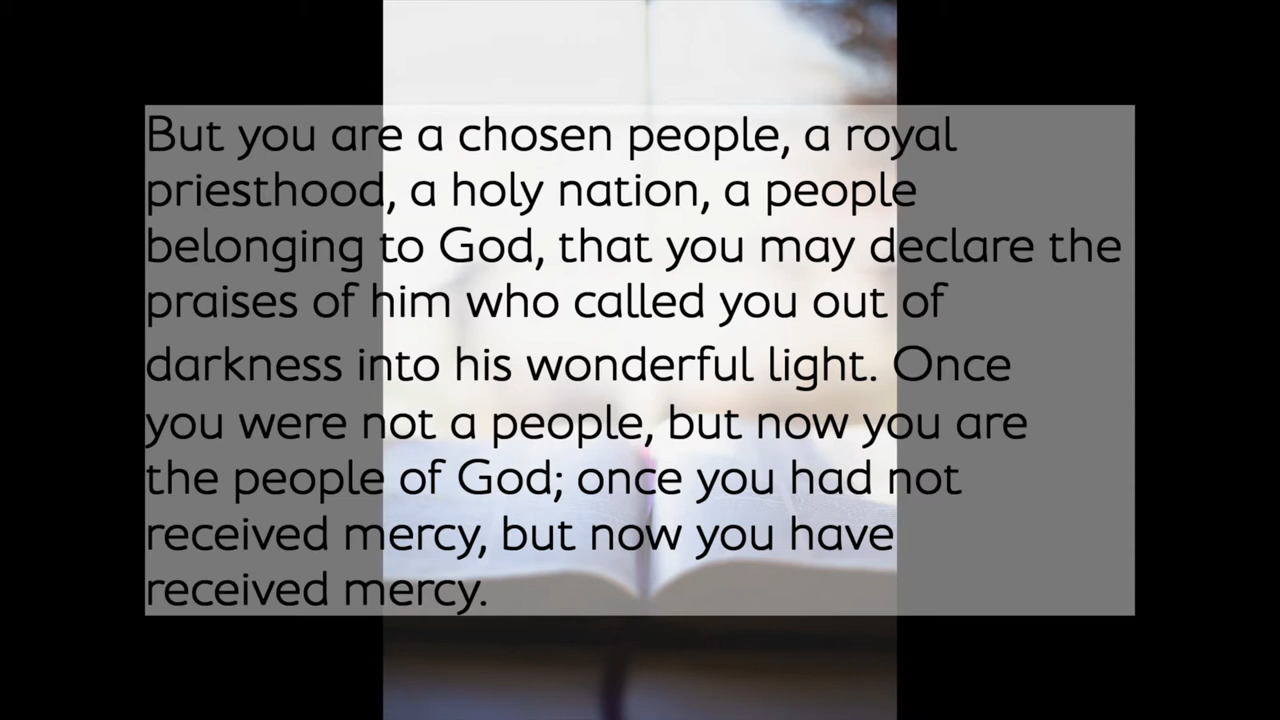 But you are a chosen people, a royal
priesthood, a holy nation, a people
belonging to God, that you may declare the
praises of him who called you out of
darkness into his wonderful light. Once
you were not a people, but now you are
the people of God; once you had not
received mercy, but now you have
received mercy.